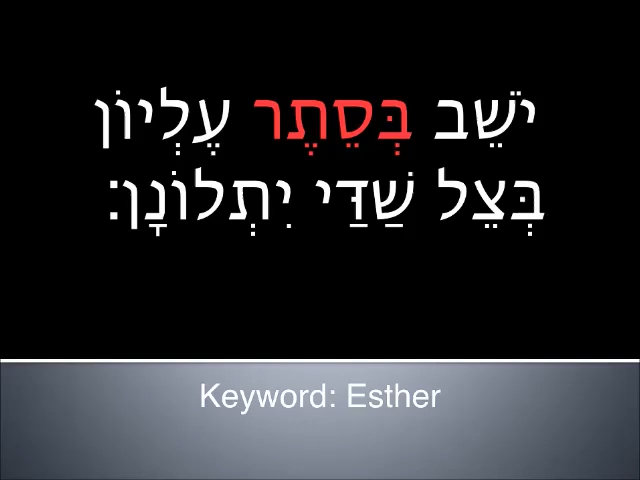 יֹשֵׁב בְּסֵתֶר עֶלְיוֹן
בְּצֵל שַׁדַּי יִתְלוֹנָן׃
Keyword: Esther